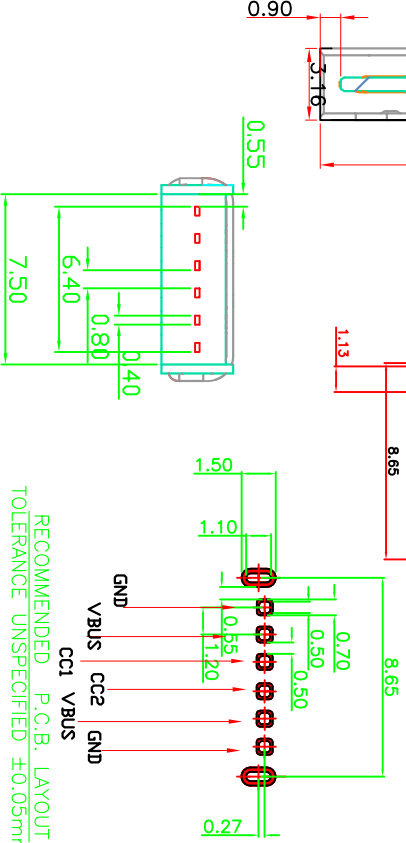 0.90
3.16
0.55
7.50
6.40
0.80
0.40
1.13
8.65
1.50
1.10
8.65
0.70
0.50
0.50
0.55
1.20
0.27
GND
VBUS
CC1
CC2
VBUS
GND
RECOMMENDED P.C.B. LAYOUT
TOLERANCE UNSPECIFIED ±0.05m